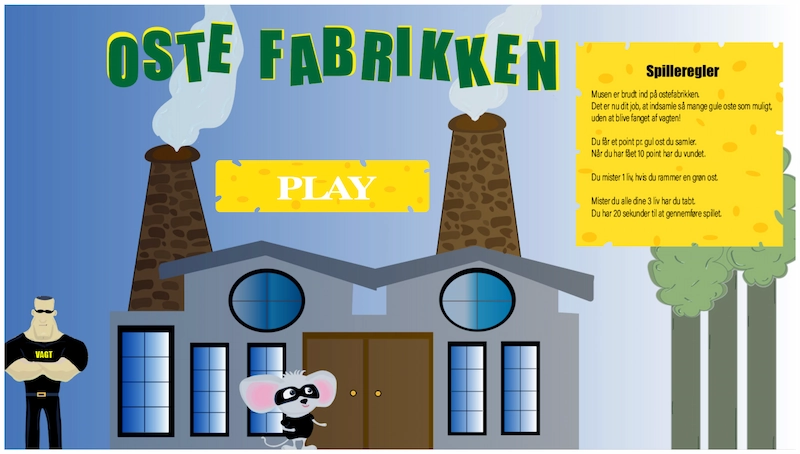 OSTE FABRIKKEN
Spilleregler
Musen er brudt ind på ostefabrikken.
Det er nu dit job, at indsamle så mange gule oste som muligt,
uden at blive fanget af vagten!
Du får et point pr. gul ost du samler.
Når du har fået 10 point har du vundet.
Du mister 1 liv, hvis du rammer en grøn ost.
Mister du alle dine 3 liv har du tabt.
Du har 20 sekunder til at gennemføre spillet.
PLAY
VAGT